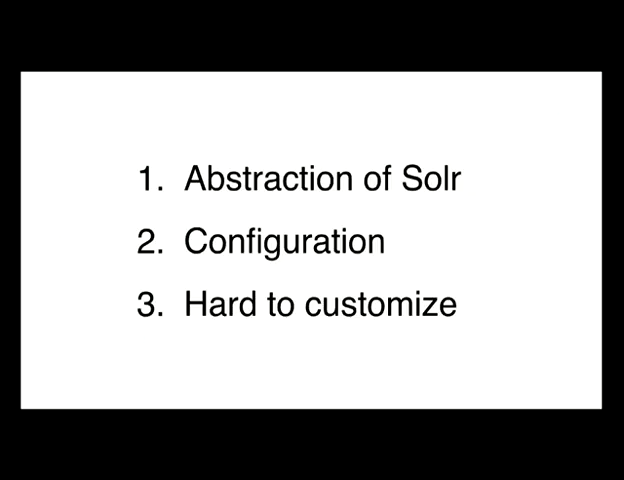 1. Abstraction of Solr
2. Configuration
3. Hard to customize